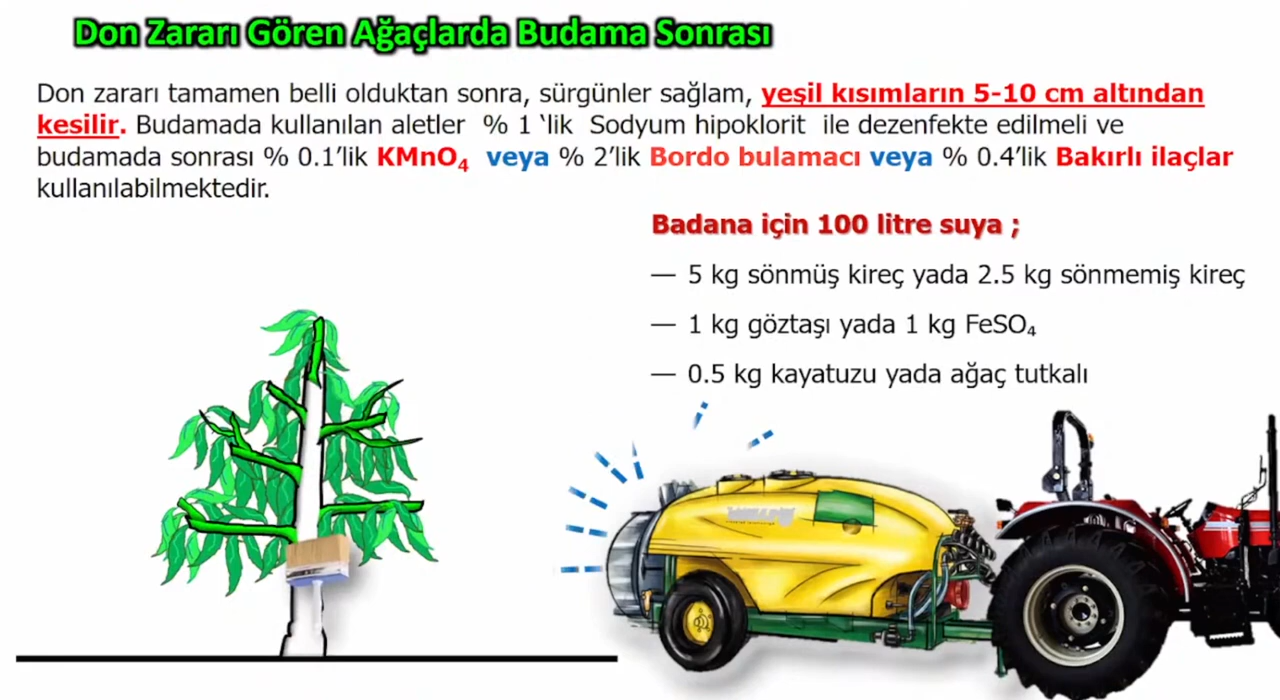 Don Zararı Gören Ağaçlarda Budama Sonrası
Don zararı tamamen belli olduktan sonra, sürgünler sağlam, yeşil kısımların 5-10 cm altından
kesilir. Budamada kullanılan aletler % 1 ‘lik Sodyum hipoklorit ile dezenfekte edilmeli ve
budamada sonrası % 0.1’lik KMnO₄ veya % 2’lik Bordo bulamacı veya % 0.4’lik Bakırlı ilaçlar
kullanılabilmektedir.
Badana için 100 litre suya ;
— 5 kg sönmüş kireç yada 2.5 kg sönmemiş kireç
— 1 kg göztaşı yada 1 kg FeSO₄
— 0.5 kg kayatuzu yada ağaç tutkalı